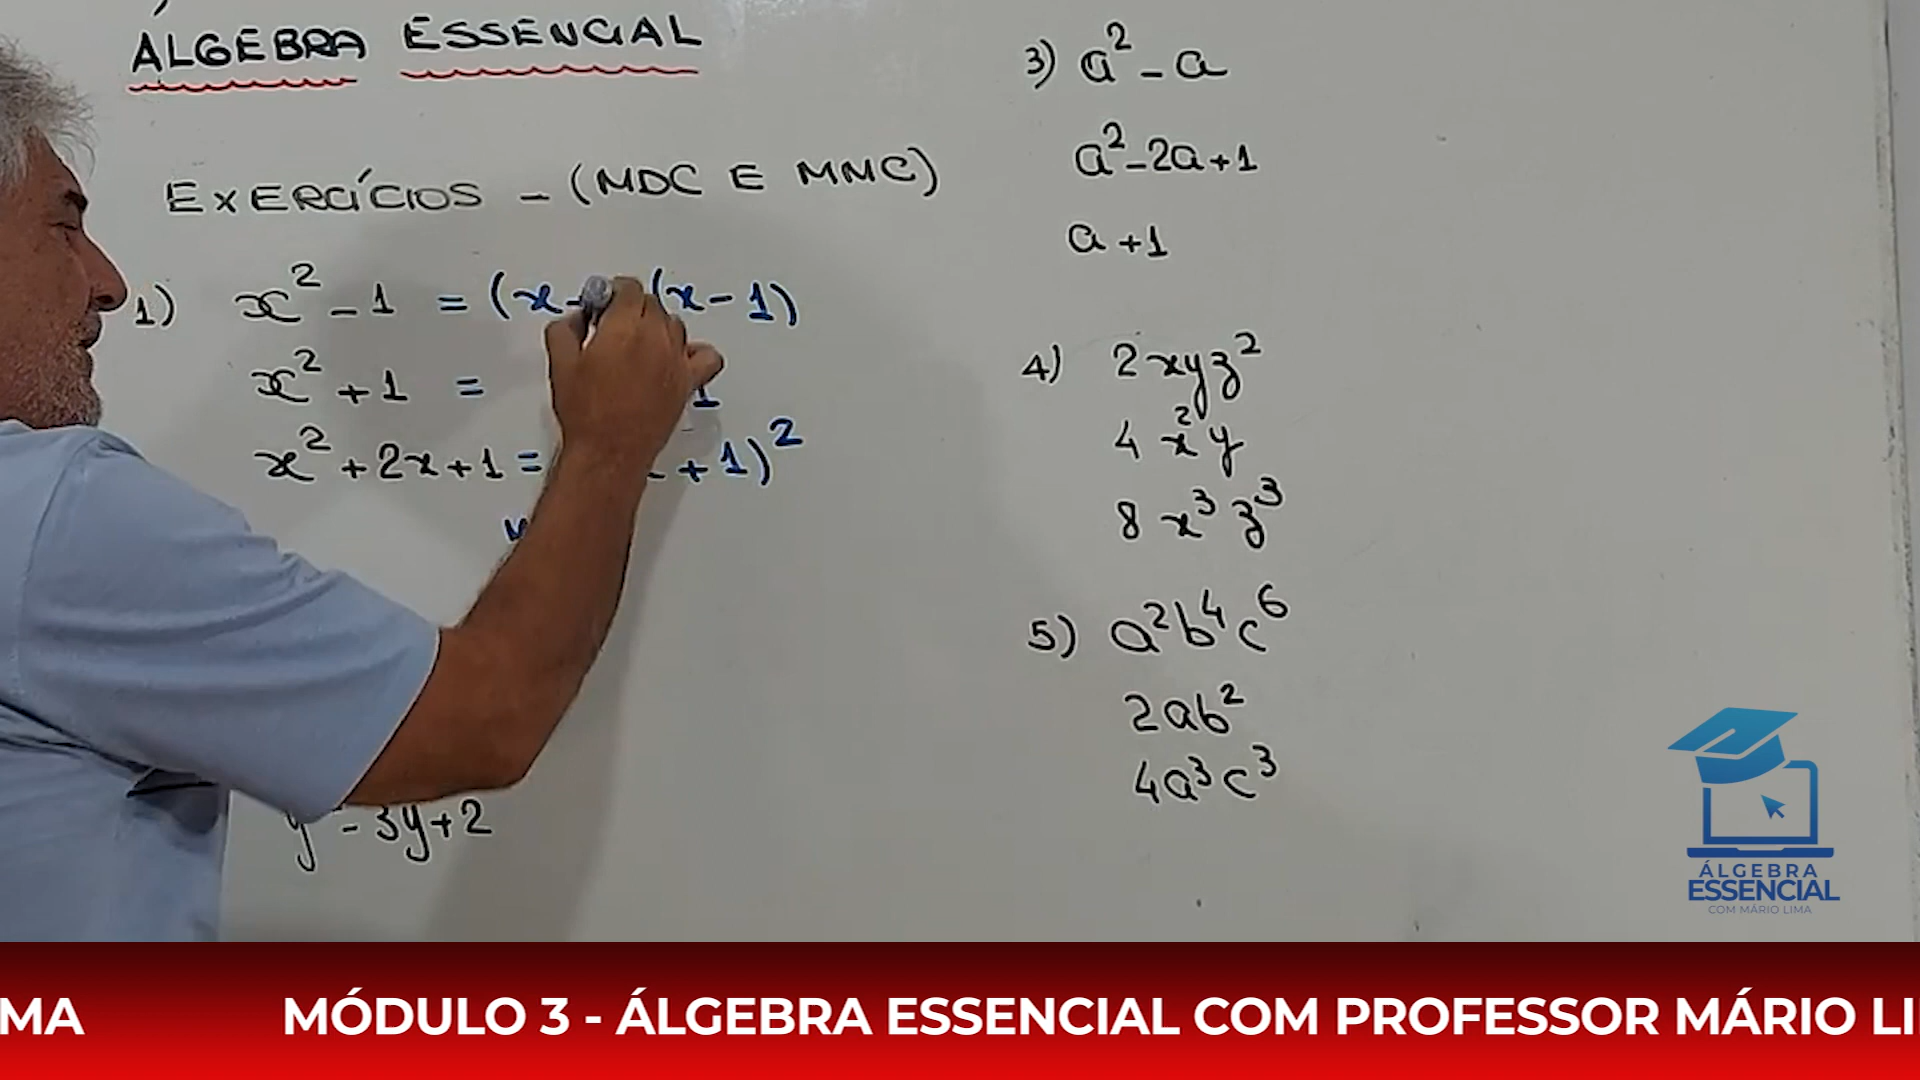 ÁLGEBRA ESSENCIAL
EXERCÍCIOS - (MDC E MMC)
1) x² - 1 = (x (x - 1)
x² + 1 = 1
x² + 2x + 1 = + 1)²
- 3y + 2
3) a² - a
a² - 2a + 1
a + 1
4) 2xyz²
4x²y
8x³z³
5) a²b⁴c⁶
2ab²
4a³c³
ÁLGEBRA
ESSENCIAL
COM MÁRIO LIMA
MA MÓDULO 3 - ÁLGEBRA ESSENCIAL COM PROFESSOR MÁRIO LI